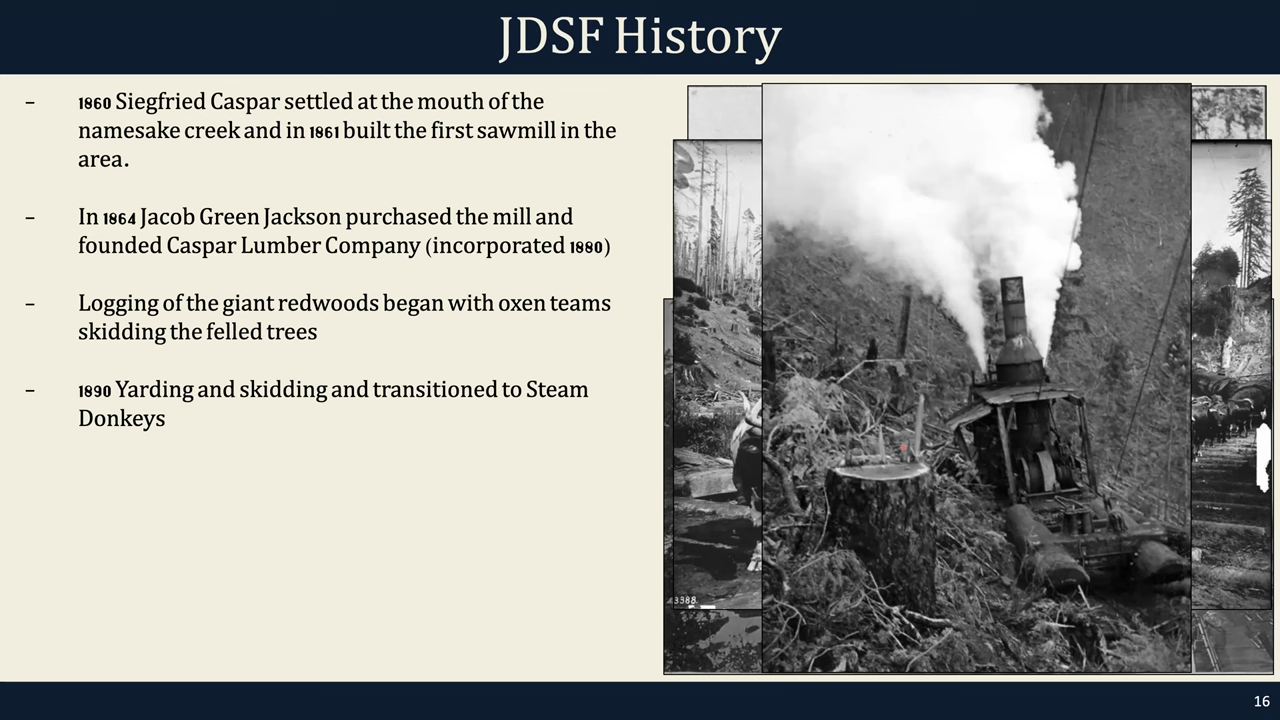 JDSF History
- 1860 Siegfried Caspar settled at the mouth of the
namesake creek and in 1861 built the first sawmill in the
area.
- In 1864 Jacob Green Jackson purchased the mill and
founded Caspar Lumber Company (incorporated 1880)
- Logging of the giant redwoods began with oxen teams
skidding the felled trees
- 1890 Yarding and skidding and transitioned to Steam
Donkeys
3388
16